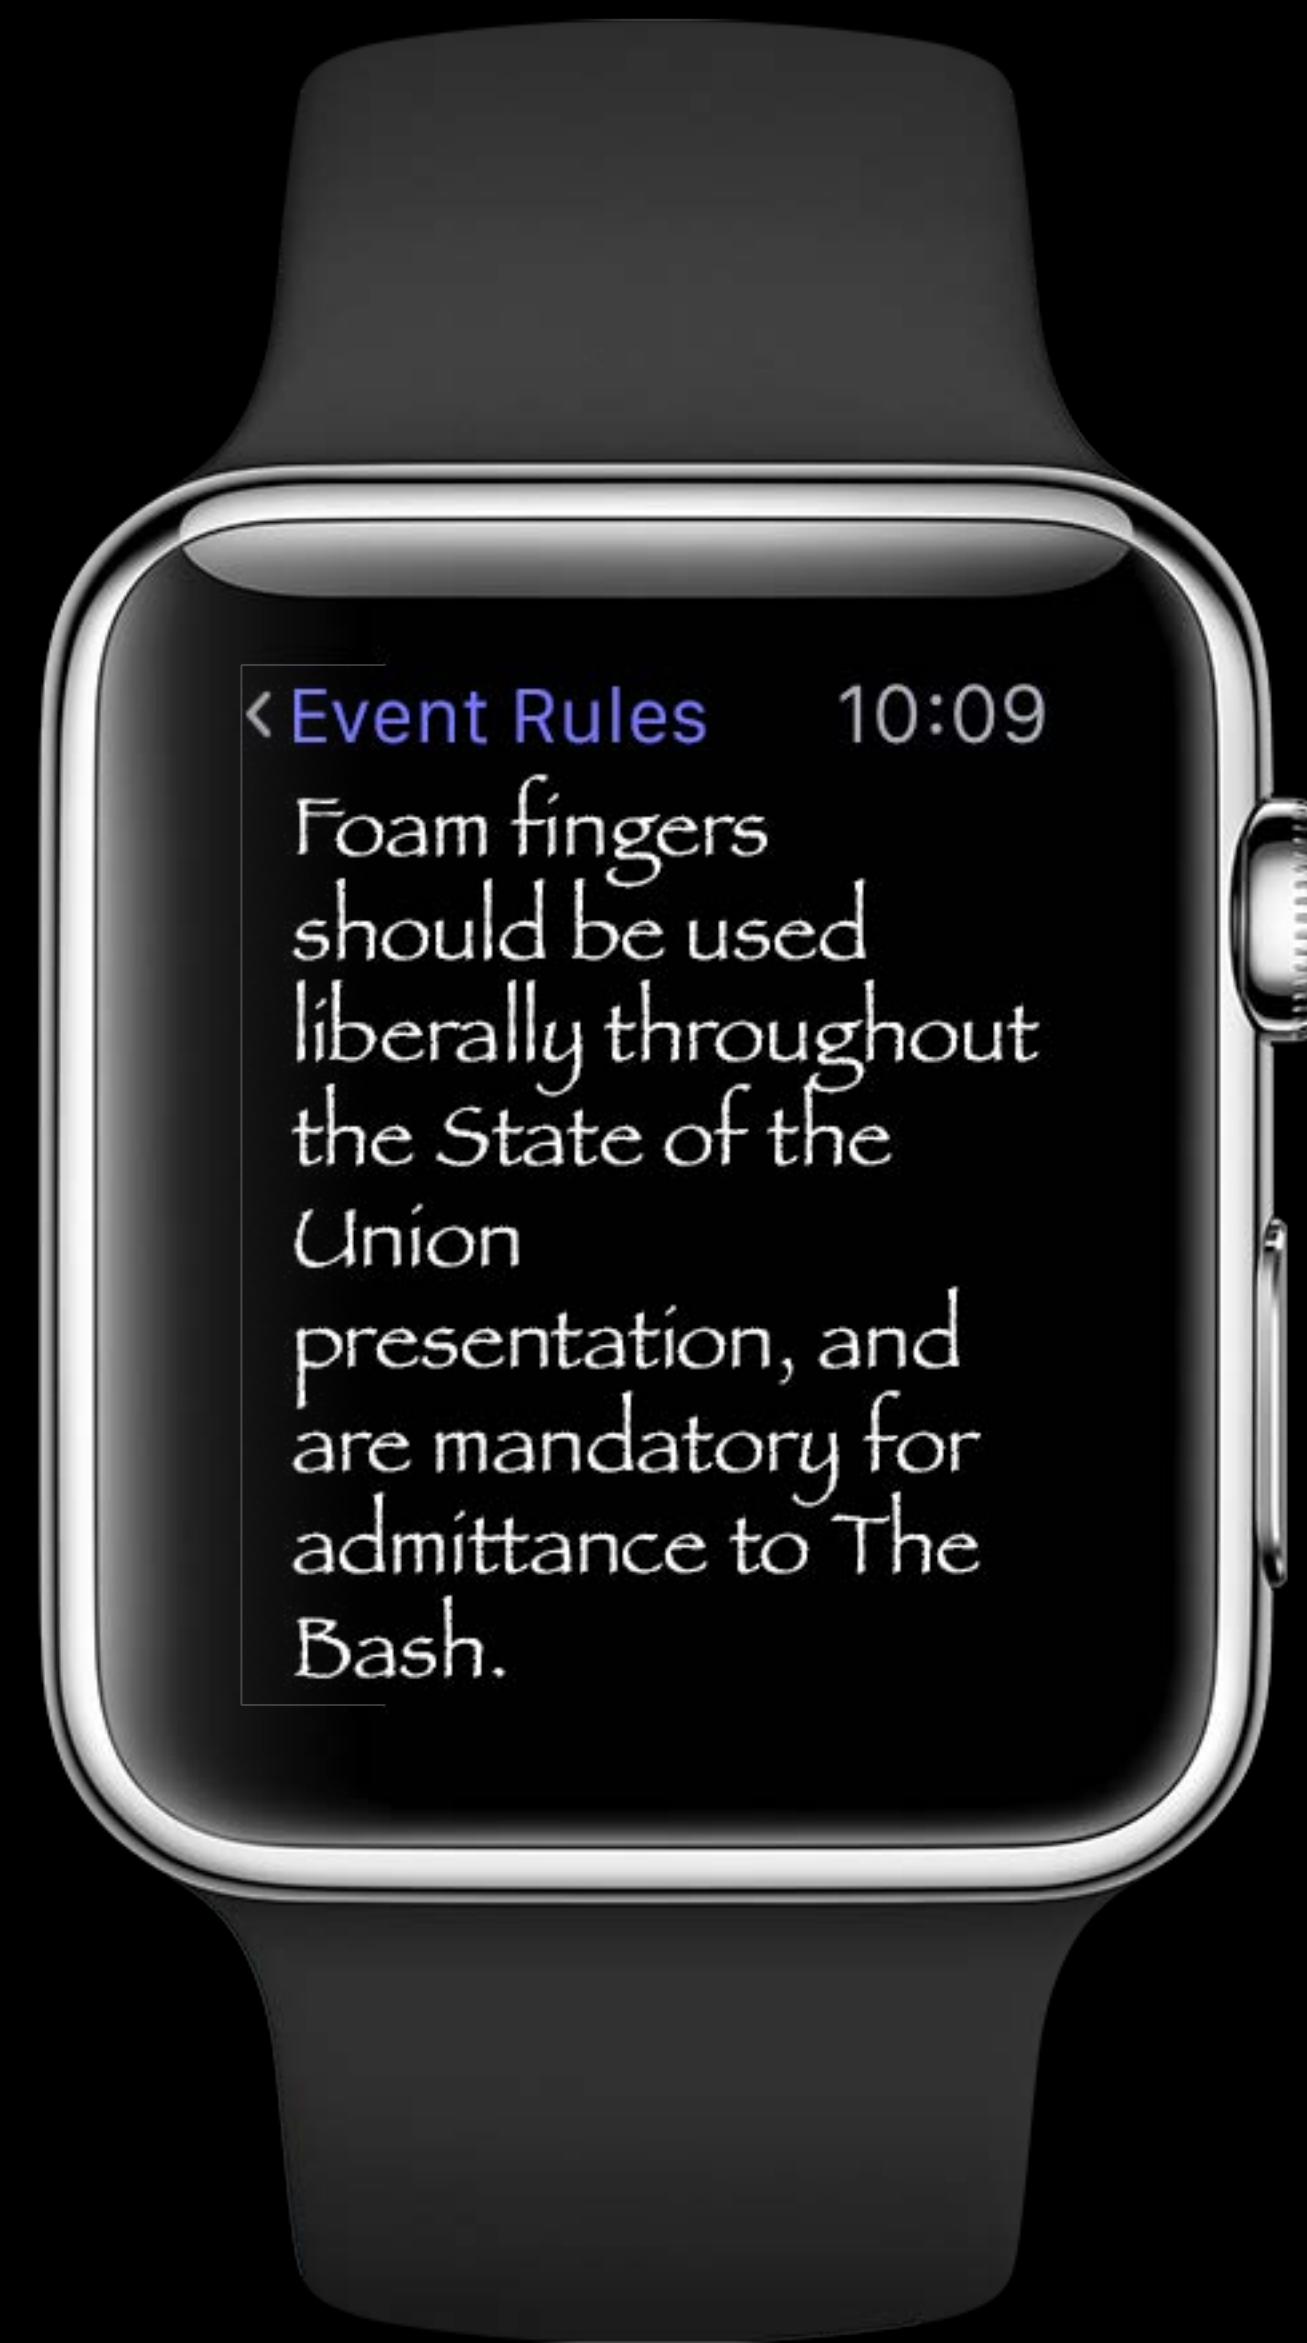 < Event Rules 10:09
Foam fingers
should be used
liberally throughout
the State of the
Union
presentation, and
are mandatory for
admittance to The
Bash.